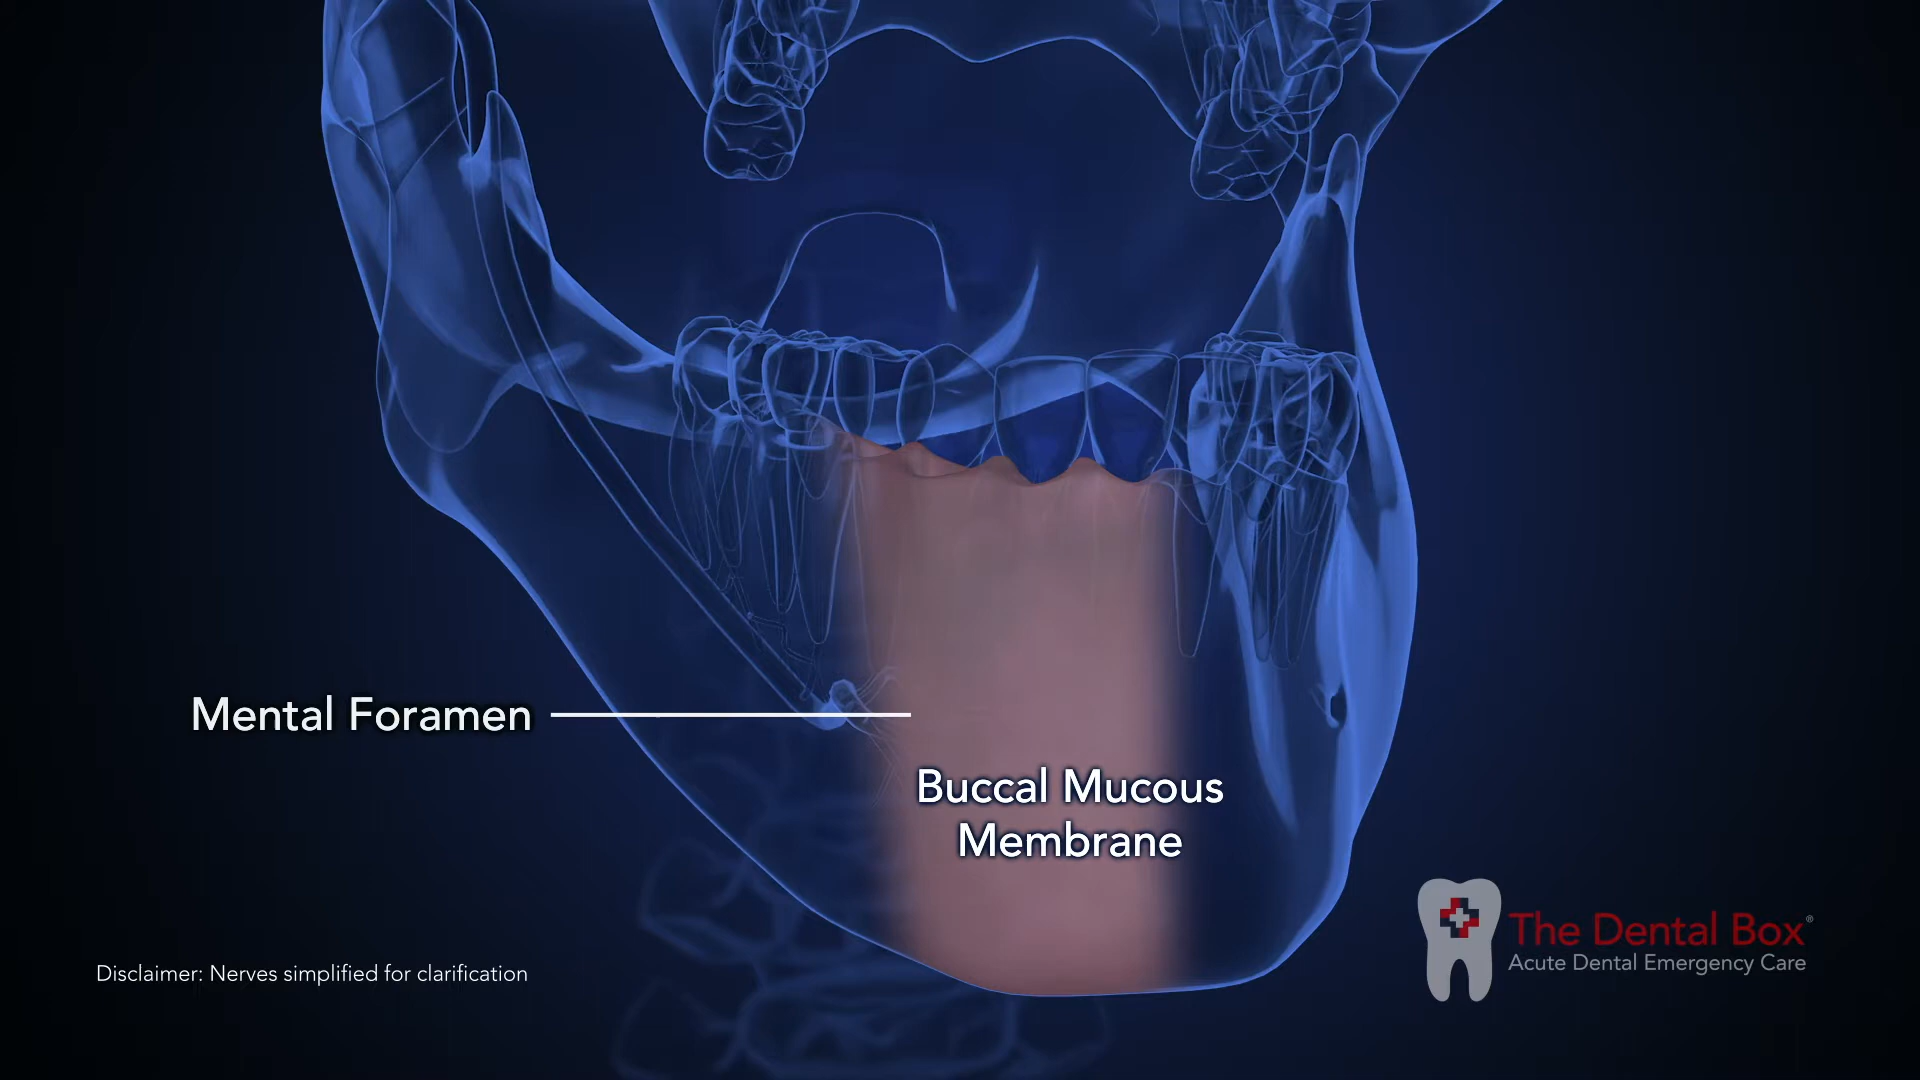 Mental Foramen
Buccal Mucous
Membrane
The Dental Box®
Acute Dental Emergency Care
Disclaimer: Nerves simplified for clarification